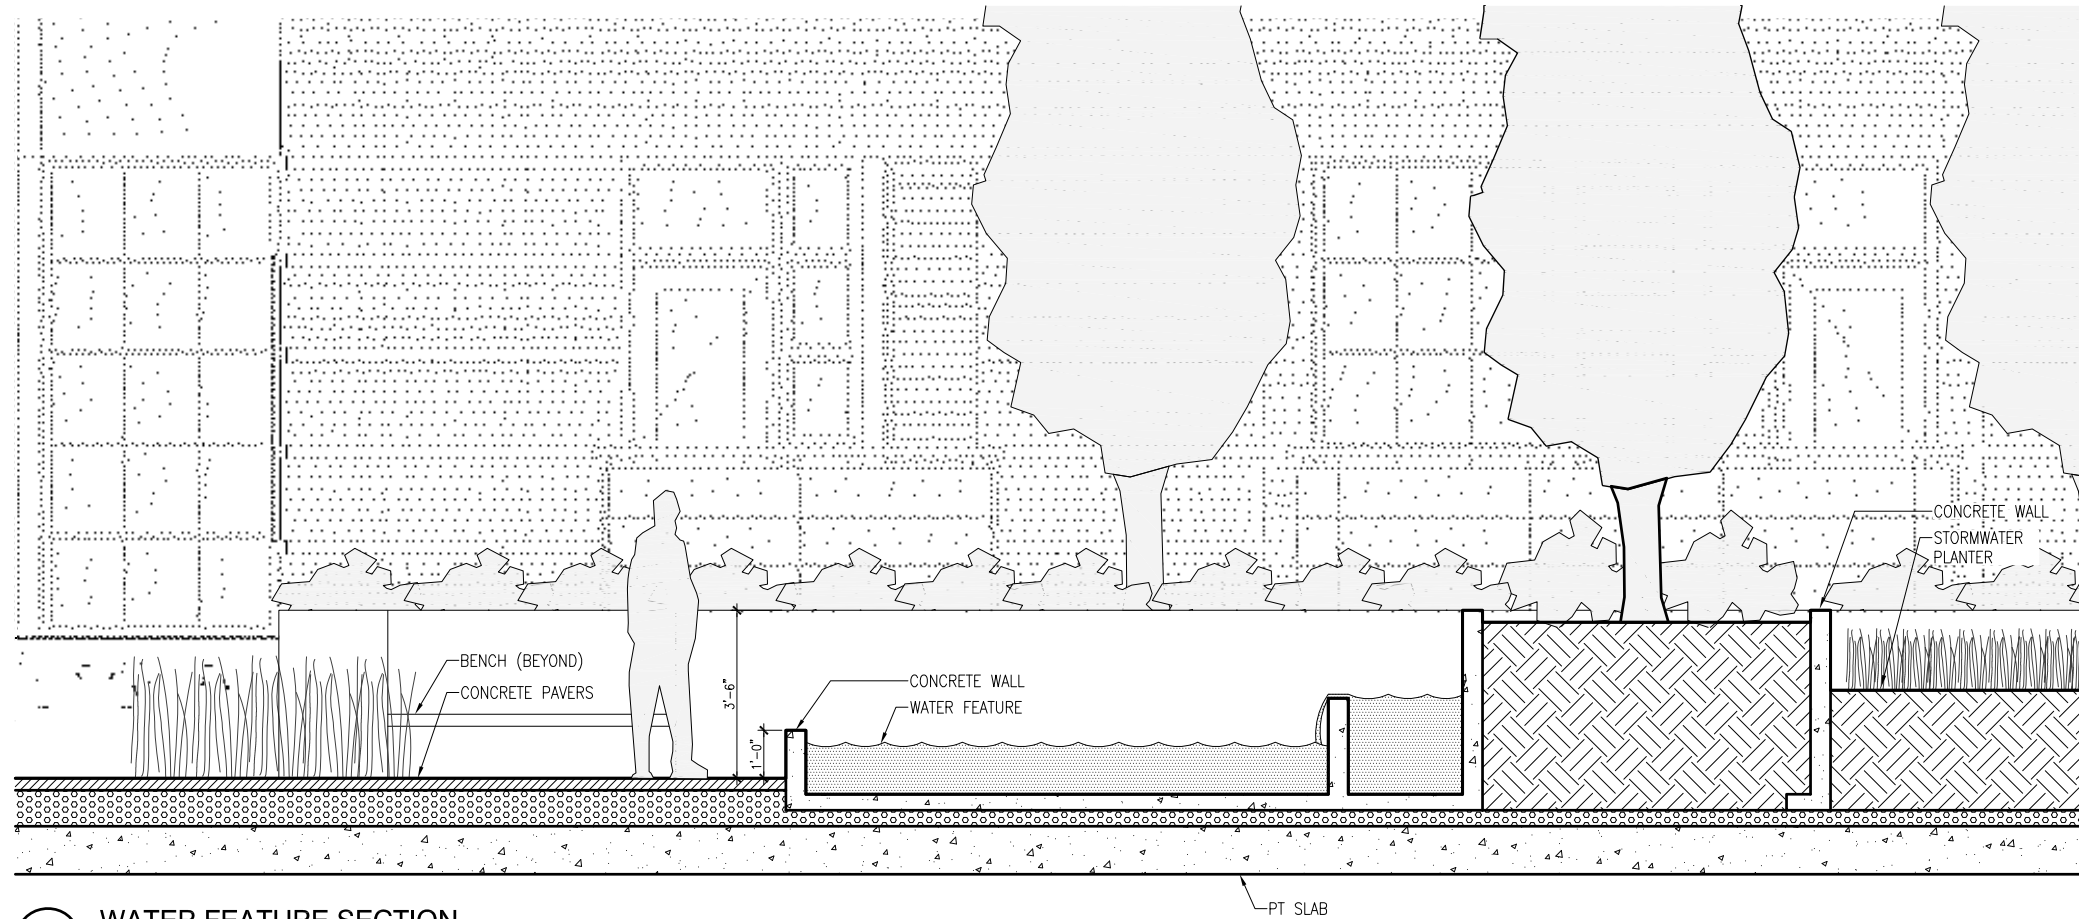 CONCRETE WALL
STORMWATER
PLANTER
BENCH (BEYOND)
CONCRETE PAVERS
3'-6"
CONCRETE WALL
WATER FEATURE
1'-0"
PT SLAB
WATER FEATURE SECTION